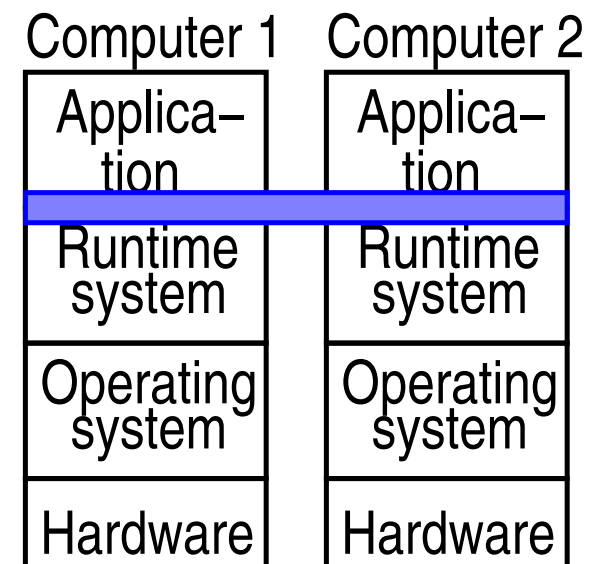 Computer 1
Applica–
tion
Runtime
system
Operating
system
Hardware
Computer 2
Applica–
tion
Runtime
system
Operating
system
Hardware